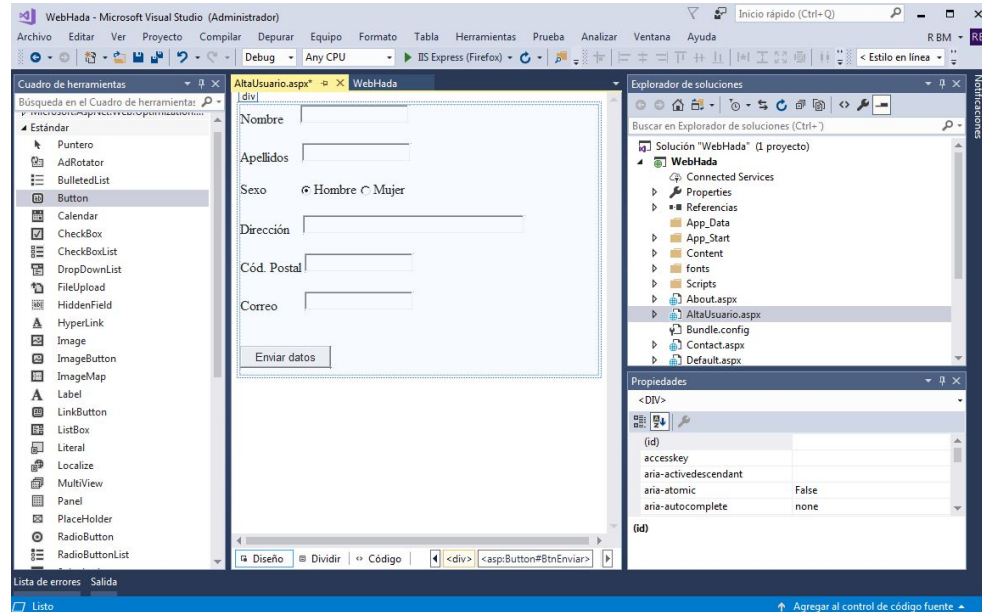 WebHada - Microsoft Visual Studio (Administrador)
Inicio rápido (Ctrl+Q)
Archivo Editar Ver Proyecto Compilar Depurar Equipo Formato Tabla Herramientas Prueba Analizar Ventana Ayuda
R BM
Debug Any CPU IIS Express (Firefox) < Estilo en línea
Cuadro de herramientas
Búsqueda en el Cuadro de herramientas
Estándar
Puntero
AdRotator
BulletedList
Button
Calendar
CheckBox
CheckBoxList
DropDownList
FileUpload
HiddenField
HyperLink
Image
ImageButton
ImageMap
Label
LinkButton
ListBox
Literal
Localize
MultiView
Panel
PlaceHolder
RadioButton
RadioButtonList
AltaUsuario.aspx* WebHada
div
Nombre
Apellidos
Sexo Hombre Mujer
Dirección
Cód. Postal
Correo
Enviar datos
Diseño Dividir Código <div> <asp:Button#BtnEnviar>
Explorador de soluciones
Buscar en Explorador de soluciones (Ctrl+´)
Solución "WebHada" (1 proyecto)
WebHada
Connected Services
Properties
Referencias
App_Data
App_Start
Content
fonts
Scripts
About.aspx
AltaUsuario.aspx
Bundle.config
Contact.aspx
Default.aspx
Propiedades
<DIV>
(id)
accesskey
aria-activedescendant
aria-atomic False
aria-autocomplete none
(id)
Notificaciones
Lista de errores Salida
Listo
Agregar al control de código fuente